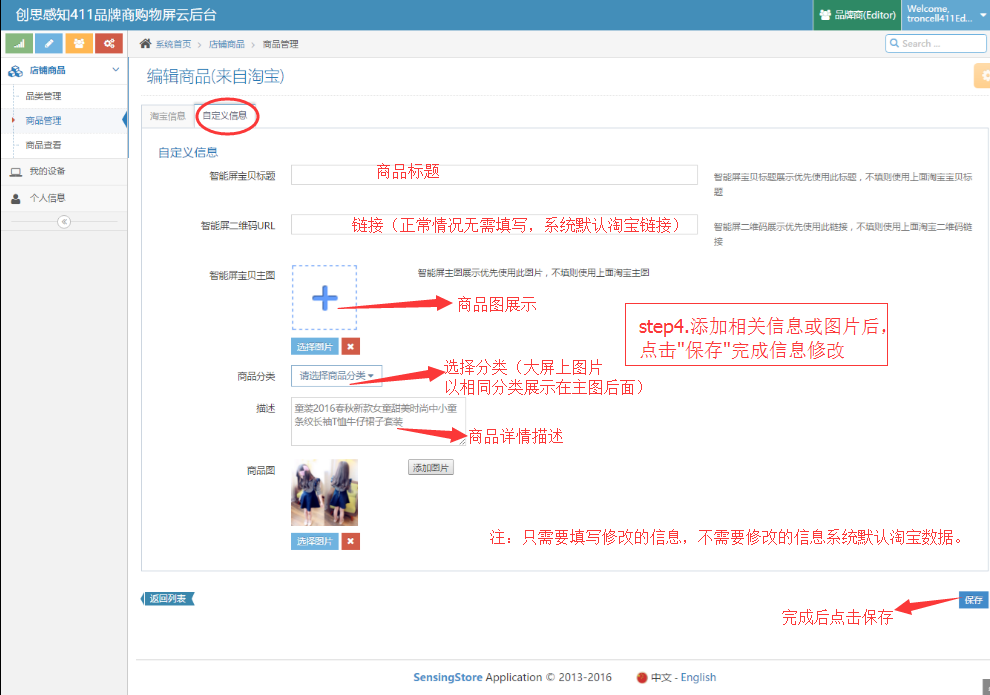 创思感知411品牌商购物屏云后台
品牌商(Editor)
Welcome,
troncell411Ed...
系统首页 > 店铺商品 > 商品管理
Search ...
店铺商品
品类管理
商品管理
商品查看
我的设备
个人信息
编辑商品(来自淘宝)
淘宝信息
自定义信息
自定义信息
智能屏宝贝标题
商品标题
智能屏宝贝标题展示优先使用此标题，不填则使用上面淘宝宝贝标
题
智能屏二维码URL
链接（正常情况无需填写，系统默认淘宝链接）
智能屏二维码展示优先使用此链接，不填则使用上面淘宝二维码链
接
智能屏宝贝主图
智能屏主图展示优先使用此图片，不填则使用上面淘宝主图
商品图展示
选择图片
step4.添加相关信息或图片后，
点击"保存"完成信息修改
商品分类
请选择商品分类
选择分类（大屏上图片
以相同分类展示在主图后面）
描述
童装2016春秋新款女童甜美时尚中小童
条纹长袖T恤牛仔裙子套装
商品详情描述
商品图
添加图片
选择图片
注：只需要填写修改的信息，不需要修改的信息系统默认淘宝数据。
返回列表
保存
完成后点击保存
SensingStore Application © 2013-2016
中文 - English